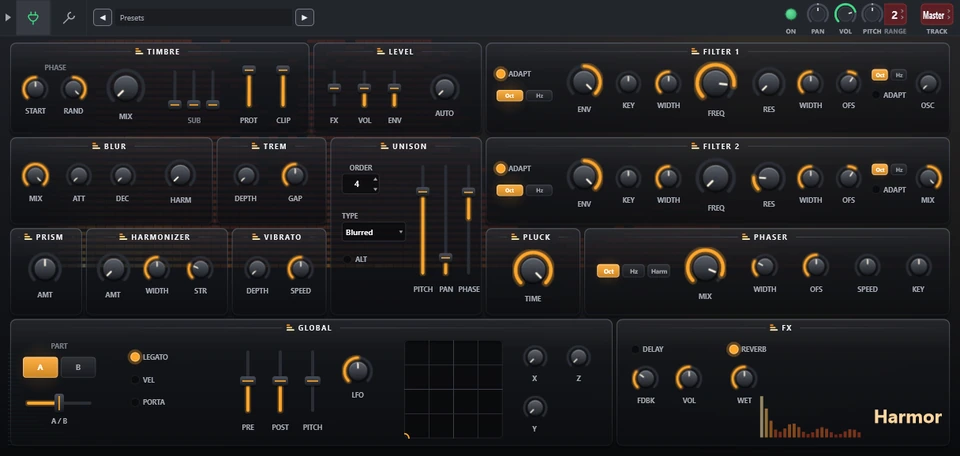 Presets
ON PAN VOL PITCH 2 RANGE Master TRACK
TIMBRE
PHASE
START RAND MIX SUB PROT CLIP
LEVEL
FX VOL ENV AUTO
FILTER 1
ADAPT
Oct Hz
ENV KEY WIDTH FREQ RES WIDTH OFS
Oct Hz
ADAPT
OSC
BLUR
MIX ATT DEC HARM
TREM
DEPTH GAP
UNISON
ORDER
4
TYPE
Blurred
ALT
PITCH PAN PHASE
FILTER 2
ADAPT
Oct Hz
ENV KEY WIDTH FREQ RES WIDTH OFS
Oct Hz
ADAPT
MIX
PRISM
AMT
HARMONIZER
AMT WIDTH STR
VIBRATO
DEPTH SPEED
PLUCK
TIME
PHASER
Oct Hz Harm
MIX WIDTH OFS SPEED KEY
GLOBAL
PART
A B
A / B
LEGATO
VEL
PORTA
PRE POST PITCH
LFO
X Z
Y
FX
DELAY REVERB
FDBK VOL WET
Harmor